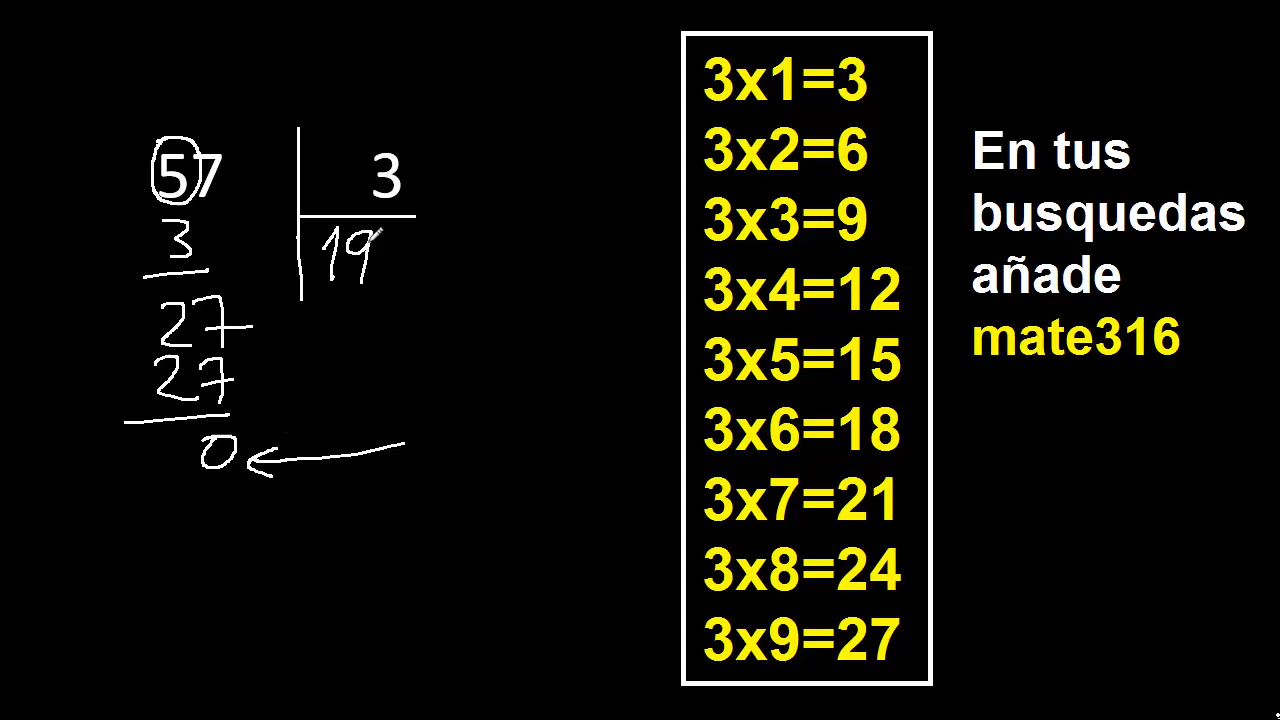 57 3
3 19
27
27
0
3x1=3
3x2=6
3x3=9
3x4=12
3x5=15
3x6=18
3x7=21
3x8=24
3x9=27
En tus
busquedas
añade
mate316